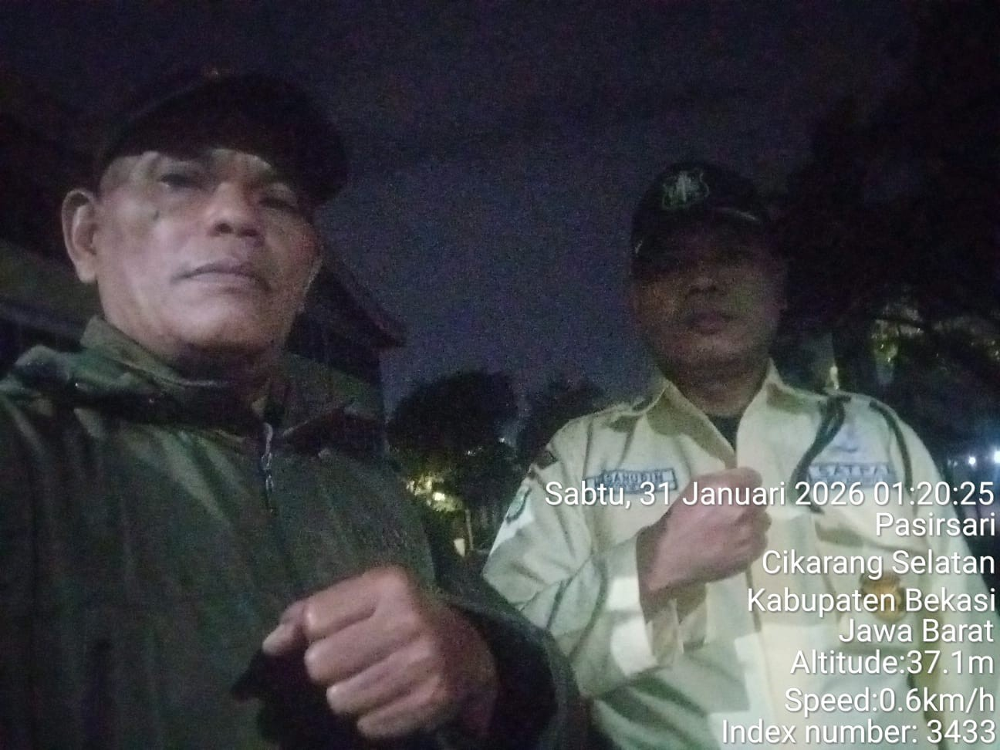 SATPAM
Sabtu, 31 Januari 2026 01:20:25
Pasirsari
Cikarang Selatan
Kabupaten Bekasi
Jawa Barat
Altitude:37.1m
Speed:0.6km/h
Index number: 3433